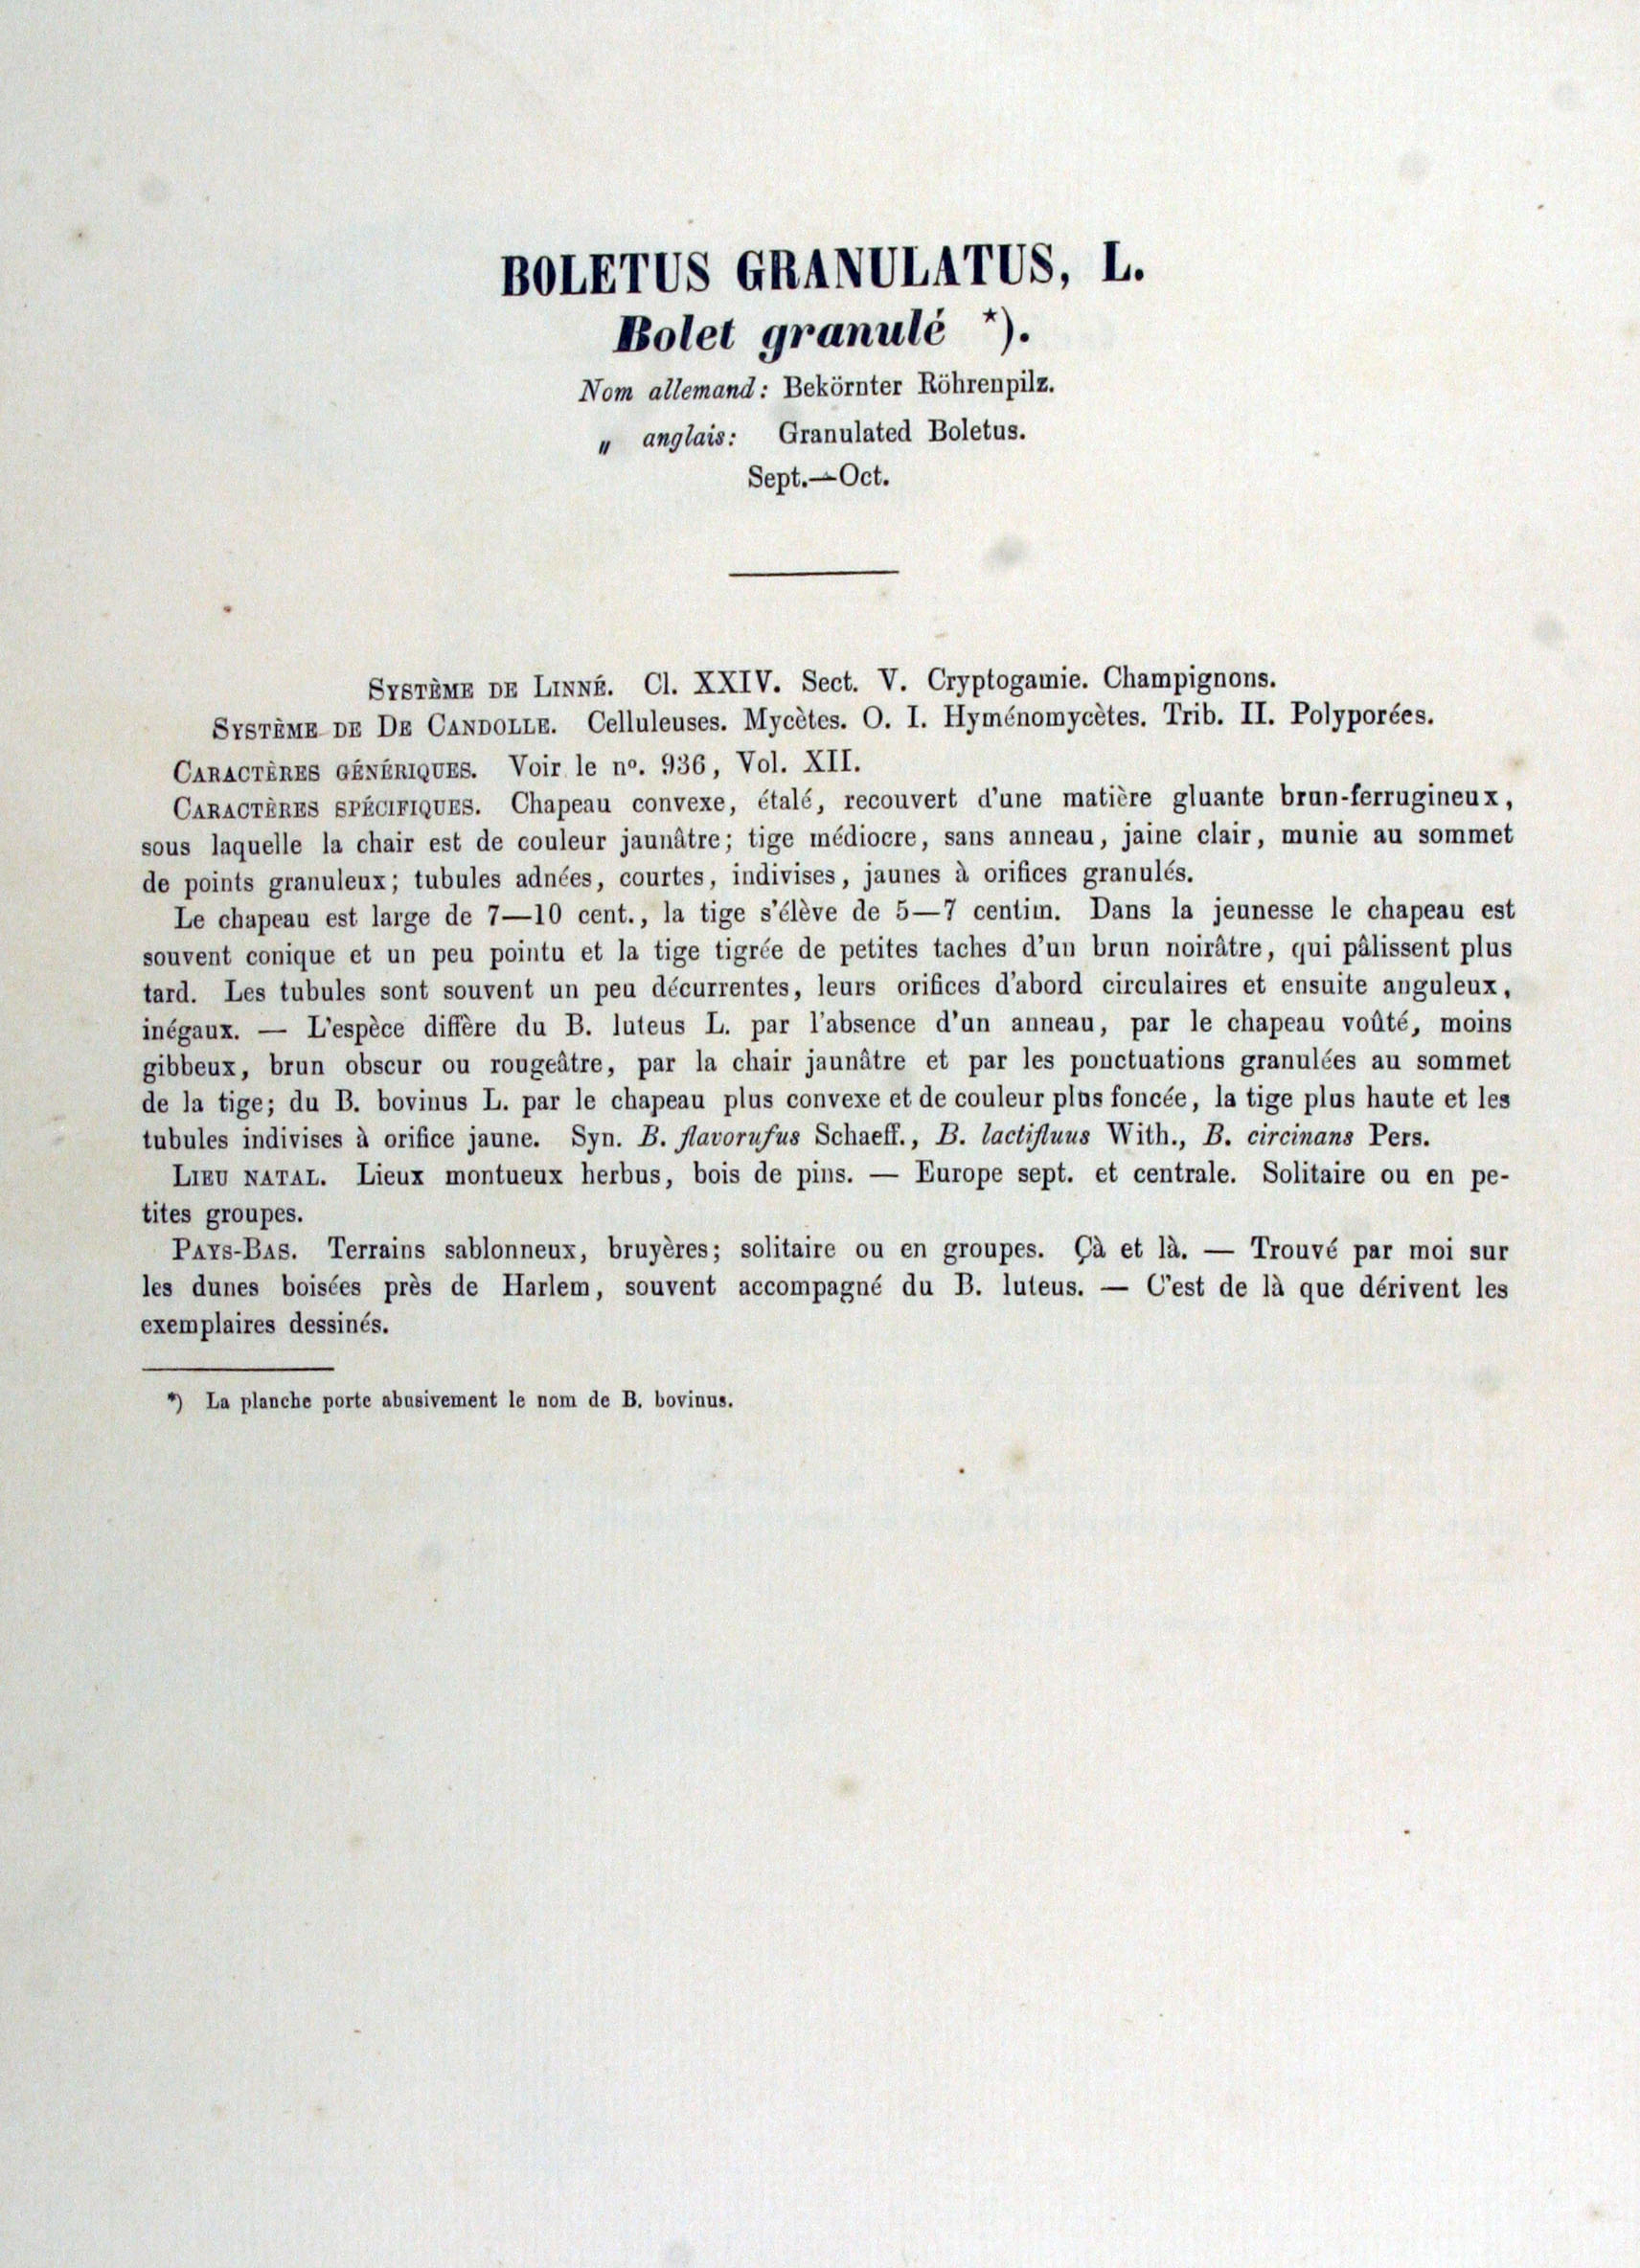 BOLETUS GRANULATUS, L.
Bolet granulé *).
Nom allemand: Bekörnter Röhrenpilz.
„ anglais: Granulated Boletus.
Sept.—Oct.
Système de Linné. Cl. XXIV. Sect. V. Cryptogamie. Champignons.
Système de De Candolle. Celluleuses. Mycètes. O. I. Hyménomycètes. Trib. II. Polyporées.
Caractères génériques. Voir le nº. 936, Vol. XII.
Caractères spécifiques. Chapeau convexe, étalé, recouvert d'une matière gluante brun-ferrugineux,
sous laquelle la chair est de couleur jaunâtre; tige médiocre, sans anneau, jaine clair, munie au sommet
de points granuleux; tubules adnées, courtes, indivises, jaunes à orifices granulés.
Le chapeau est large de 7—10 cent., la tige s'élève de 5—7 centim. Dans la jeunesse le chapeau est
souvent conique et un peu pointu et la tige tigrée de petites taches d'un brun noirâtre, qui pâlissent plus
tard. Les tubules sont souvent un peu décurrentes, leurs orifices d'abord circulaires et ensuite anguleux,
inégaux. — L'espèce diffère du B. luteus L. par l'absence d'un anneau, par le chapeau voûté, moins
gibbeux, brun obscur ou rougeâtre, par la chair jaunâtre et par les ponctuations granulées au sommet
de la tige; du B. bovinus L. par le chapeau plus convexe et de couleur plus foncée, la tige plus haute et les
tubules indivises à orifice jaune. Syn. B. flavorufus Schaeff., B. lactifluus With., B. circinans Pers.
Lieu natal. Lieux montueux herbus, bois de pins. — Europe sept. et centrale. Solitaire ou en pe-
tites groupes.
Pays-Bas. Terrains sablonneux, bruyères; solitaire ou en groupes. Çà et là. — Trouvé par moi sur
les dunes boisées près de Harlem, souvent accompagné du B. luteus. — C'est de là que dérivent les
exemplaires dessinés.
*) La planche porte abusivement le nom de B. bovinus.